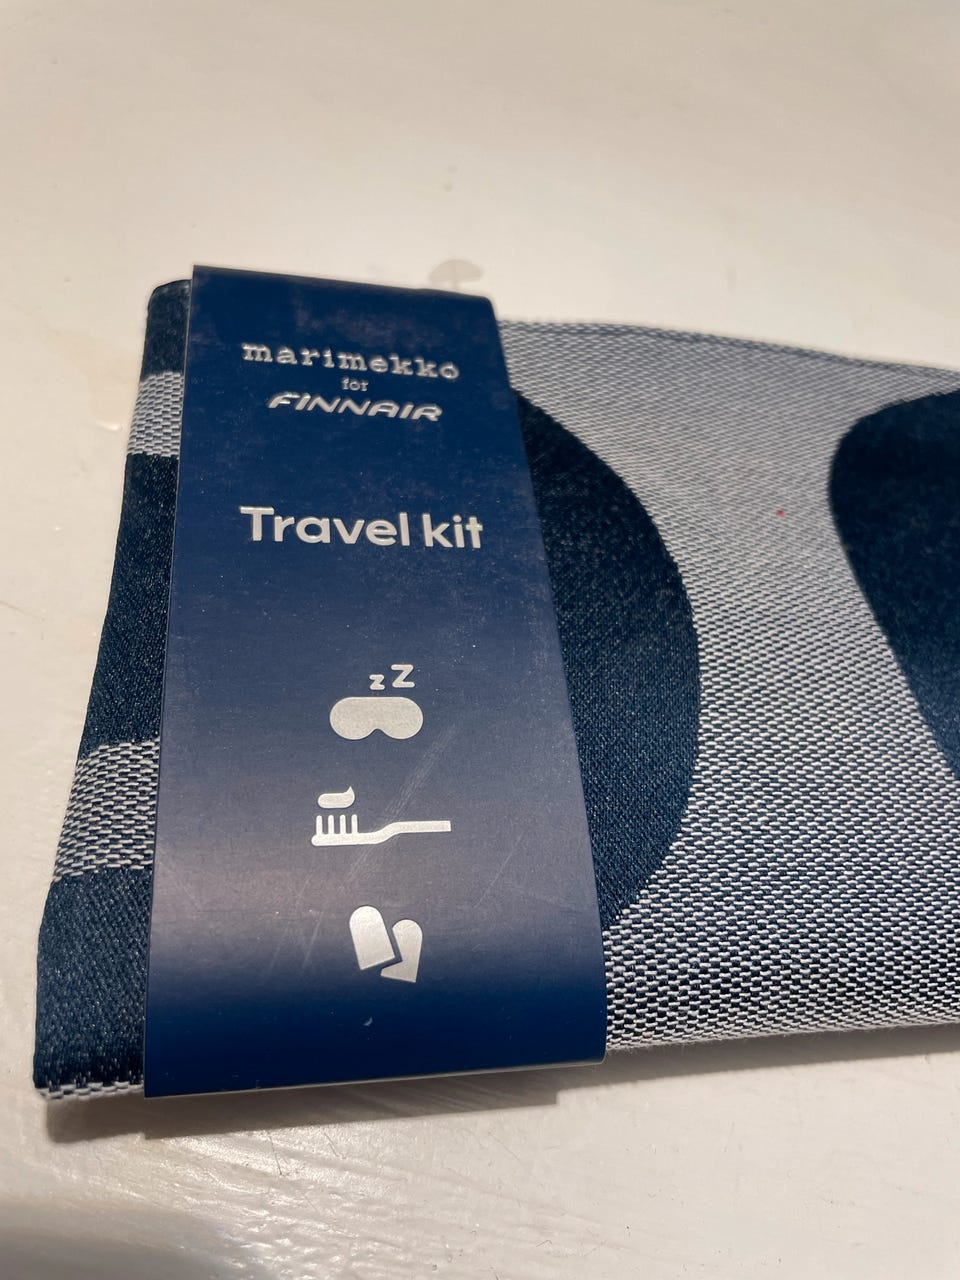 marimekko
for
FINNAIR
Travel kit
z Z